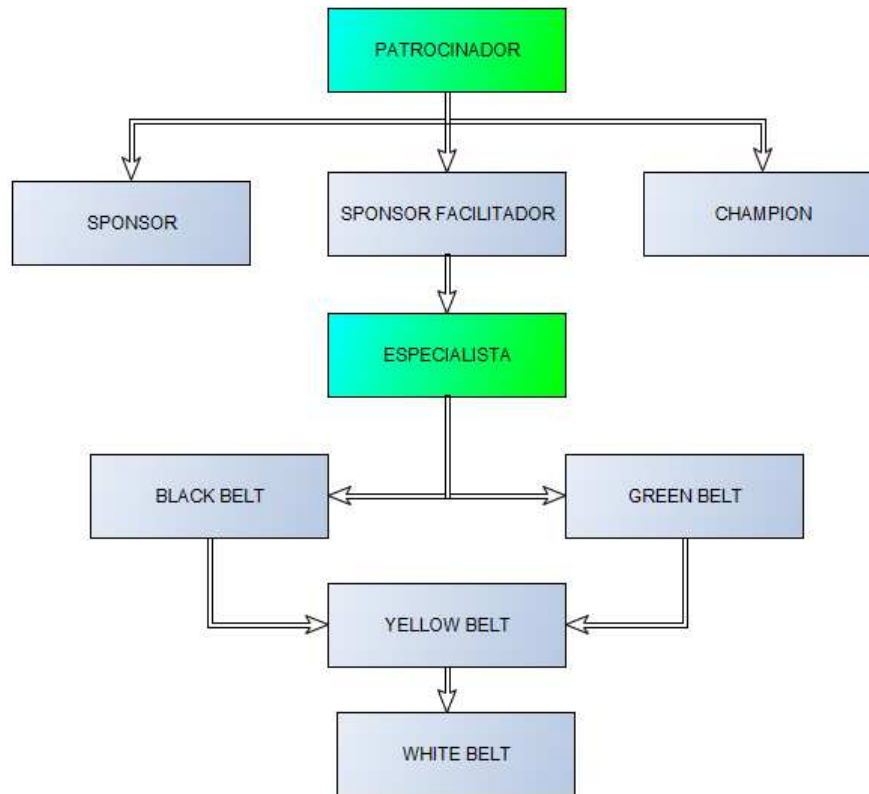 PATROCINADOR
SPONSOR
SPONSOR FACILITADOR
CHAMPION
ESPECIALISTA
BLACK BELT
GREEN BELT
YELLOW BELT
WHITE BELT